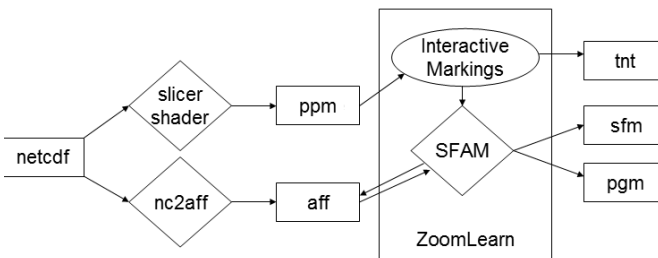 netcdf
slicer
shader
nc2aff
ppm
aff
Interactive
Markings
SFAM
ZoomLearn
tnt
sfm
pgm